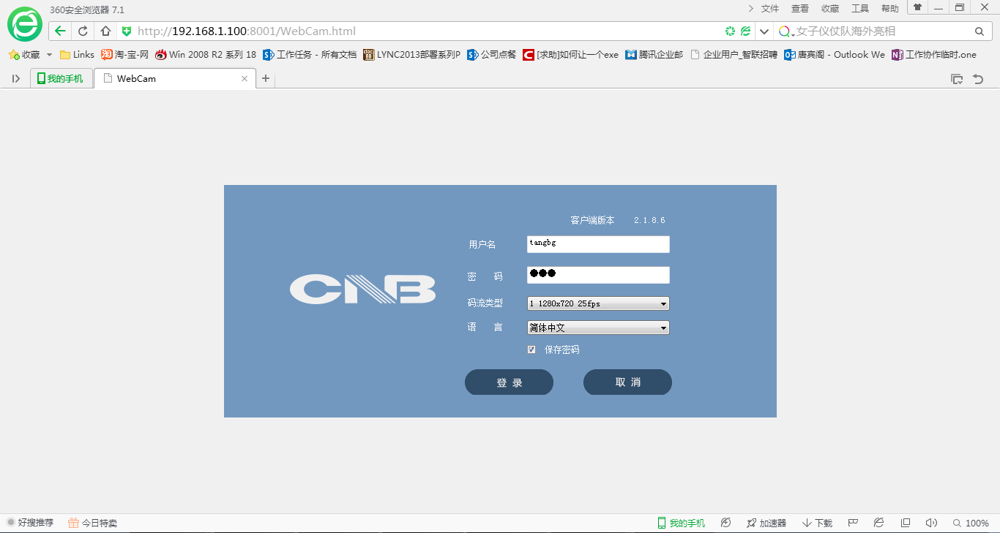 360安全浏览器 7.1
文件 查看 收藏 工具 帮助
http://192.168.1.100:8001/WebCam.html
女子仪仗队海外亮相
收藏 Links 淘-宝-网 Win 2008 R2 系列 18 工作任务 - 所有文档 LYNC2013部署系列P 公司点餐 [求助]如何让一个exe 腾讯企业邮 企业用户_智联招聘 唐宾阁 - Outlook We 工作协作临时.one
我的手机 WebCam
客户端版本 2.1.8.6
用户名 tangbg
密 码
CNB
码流类型 1 1280x720 25fps
语 言 简体中文
保存密码
登 录 取 消
好搜推荐 今日特卖 我的手机 加速器 下载 100%